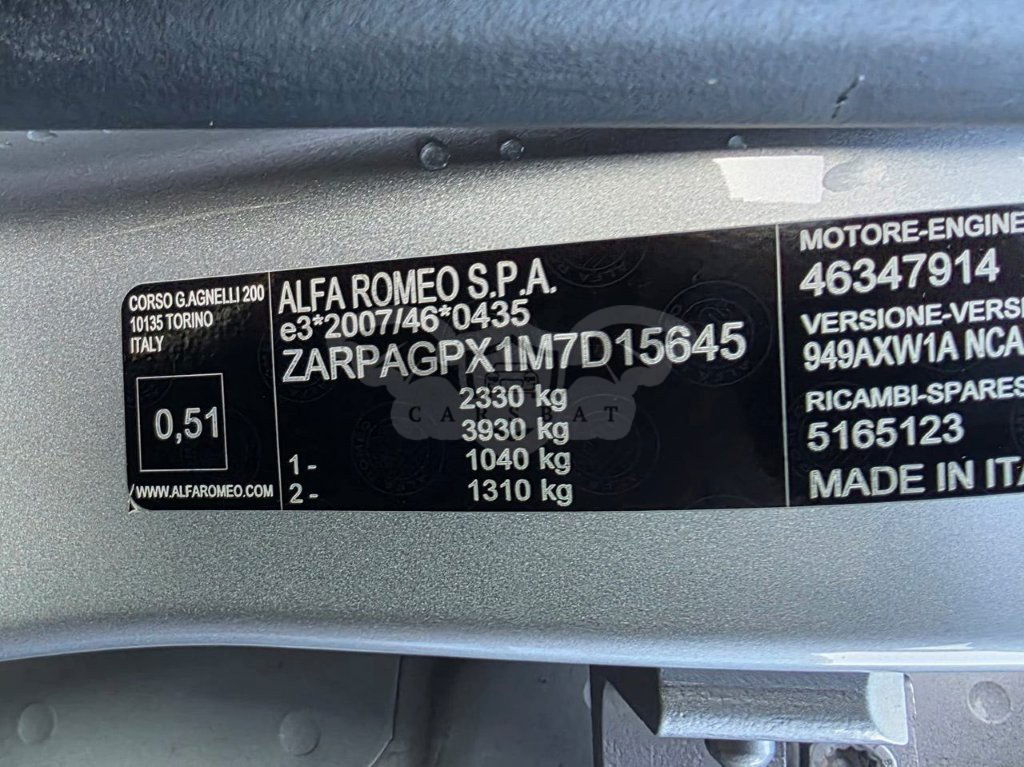 CORSO G.AGNELLI 200
10135 TORINO
ITALY
0,51
WWW.ALFAROMEO.COM
ALFA ROMEO S.P.A.
e3*2007/46*0435
ZARPAGPX1M7D15645
2330 kg
3930 kg
1- 1040 kg
2- 1310 kg
CARSBAT
MOTORE-ENGINE
46347914
VERSIONE-VERSI
949AXW1A NCA
RICAMBI-SPARES
5165123
MADE IN ITA